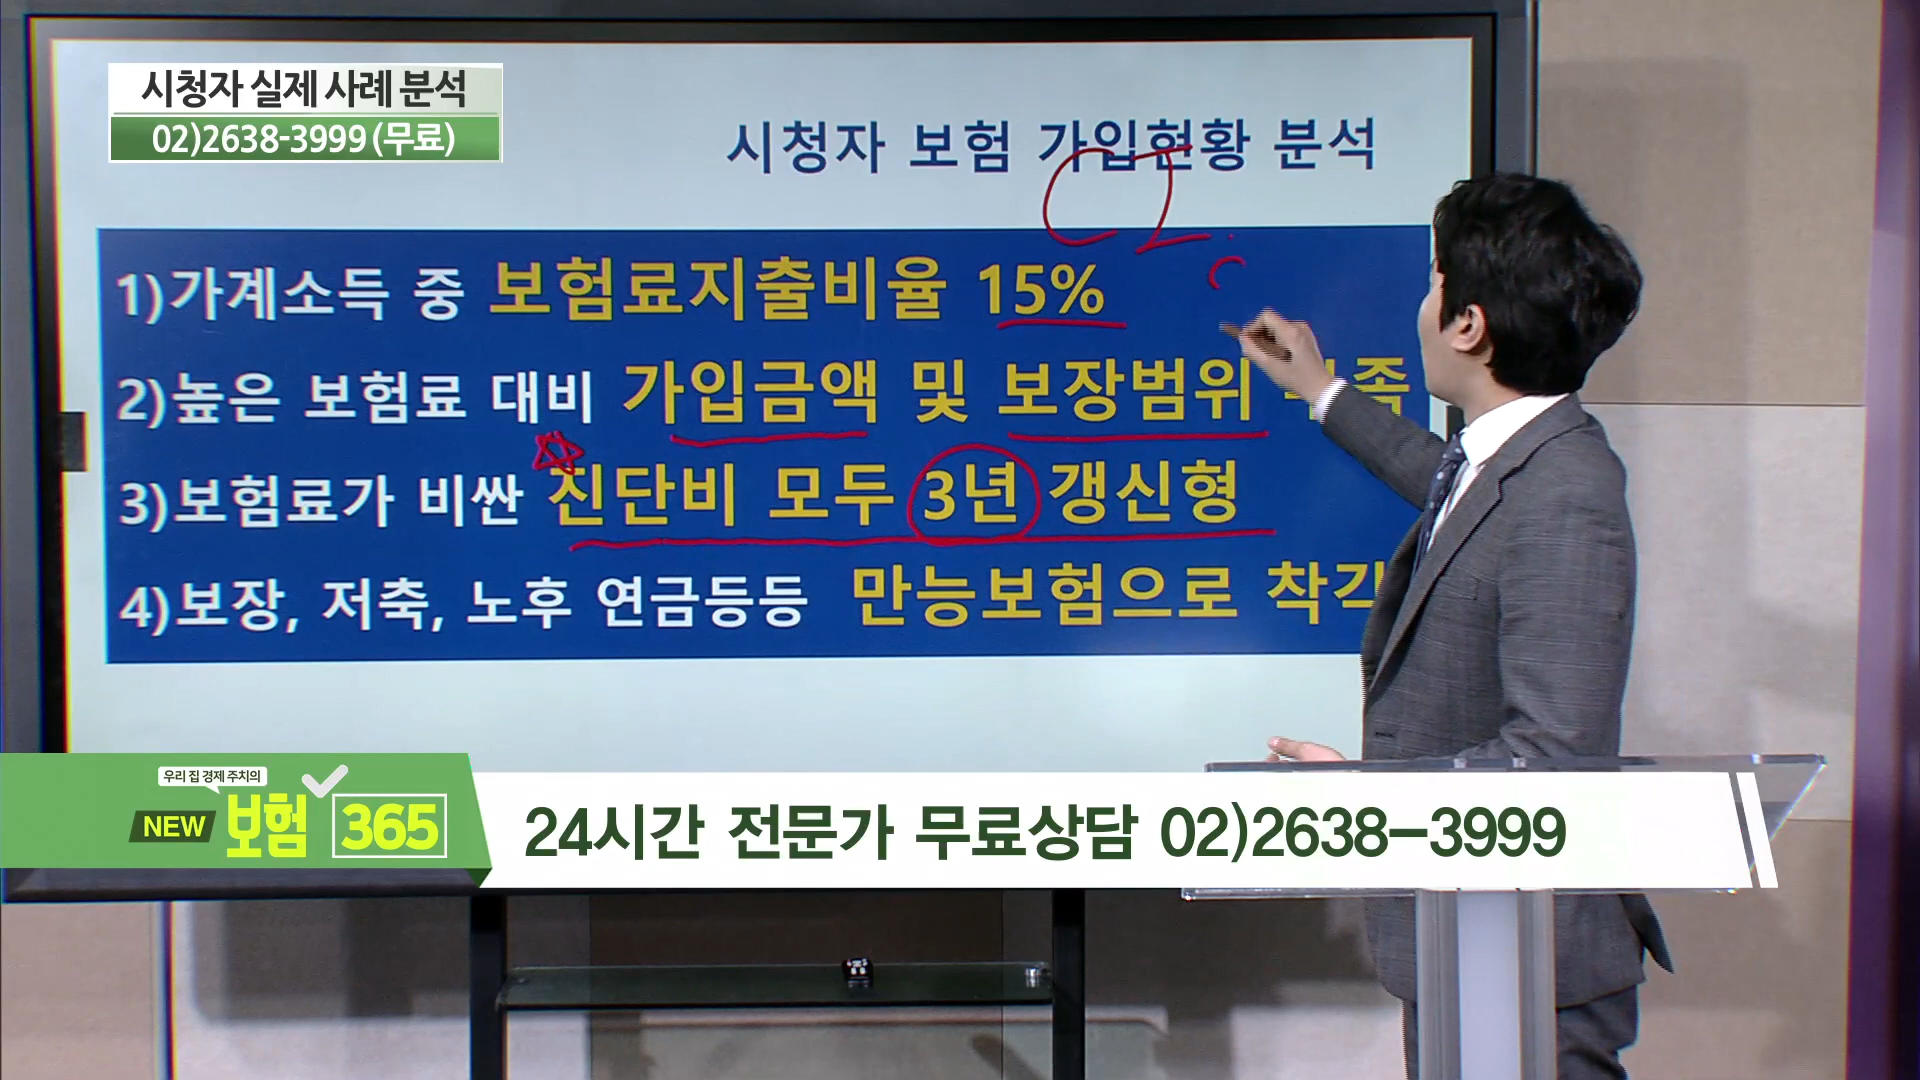 시청자 실제 사례 분석
02)2638-3999 (무료)
시청자 보험 가입현황 분석
CI.
1)가계소득 중 보험료지출비율 15%
2)높은 보험료 대비 가입금액 및 보장범위 족
3)보험료가 비싼 진단비 모두 3년 갱신형
4)보장, 저축, 노후 연금등등 만능보험으로 착각
우리 집 경제 주치의
NEW 보험 365
24시간 전문가 무료상담 02)2638-3999